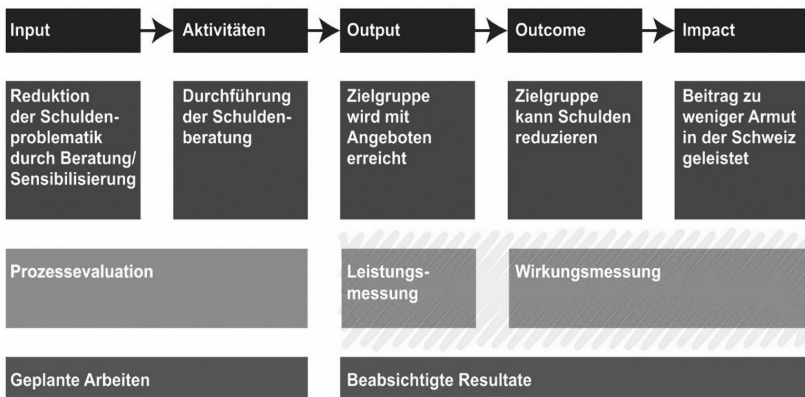 Input
Aktivitäten
Output
Outcome
Impact
Reduktion
der Schulden-
problematik
durch Beratung/
Sensibilisierung
Durchführung
der Schulden-
beratung
Zielgruppe
wird mit
Angeboten
erreicht
Zielgruppe
kann Schulden
reduzieren
Beitrag zu
weniger Armut
in der Schweiz
geleistet
Prozessevaluation
Leistungs-
messung
Wirkungsmessung
Geplante Arbeiten
Beabsichtigte Resultate